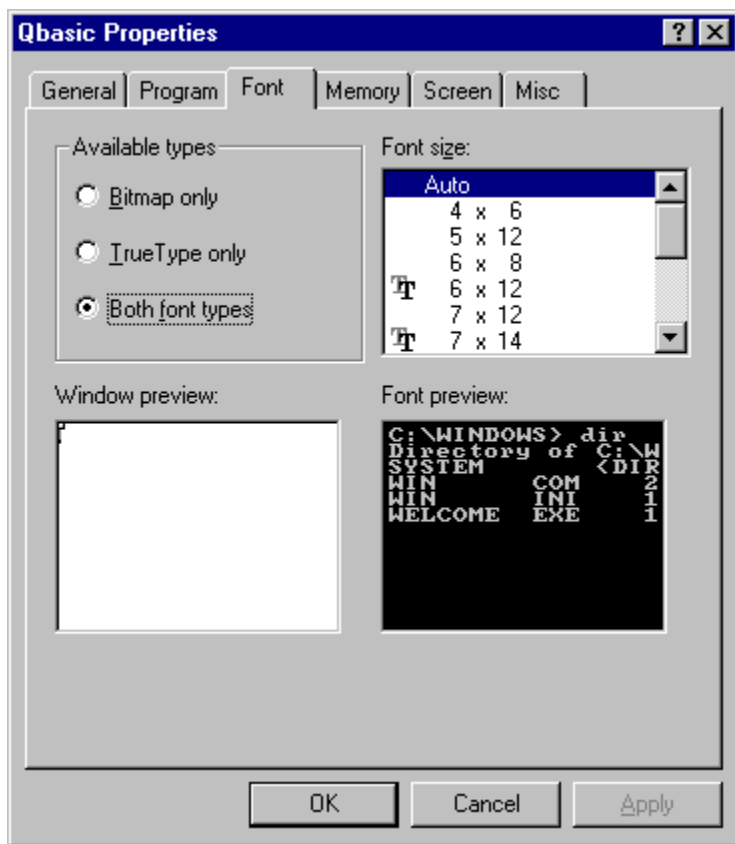 Qbasic Properties
General Program Font Memory Screen Misc
Available types
Bitmap only
TrueType only
Both font types
Font size:
Auto
4 x 6
5 x 12
6 x 8
6 x 12
7 x 12
7 x 14
Window preview:
Font preview:
C:\WINDOWS> dir
Directory of C:\W
SYSTEM <DIR
WIN COM 2
WIN INI 1
WELCOME EXE 1
OK Cancel Apply